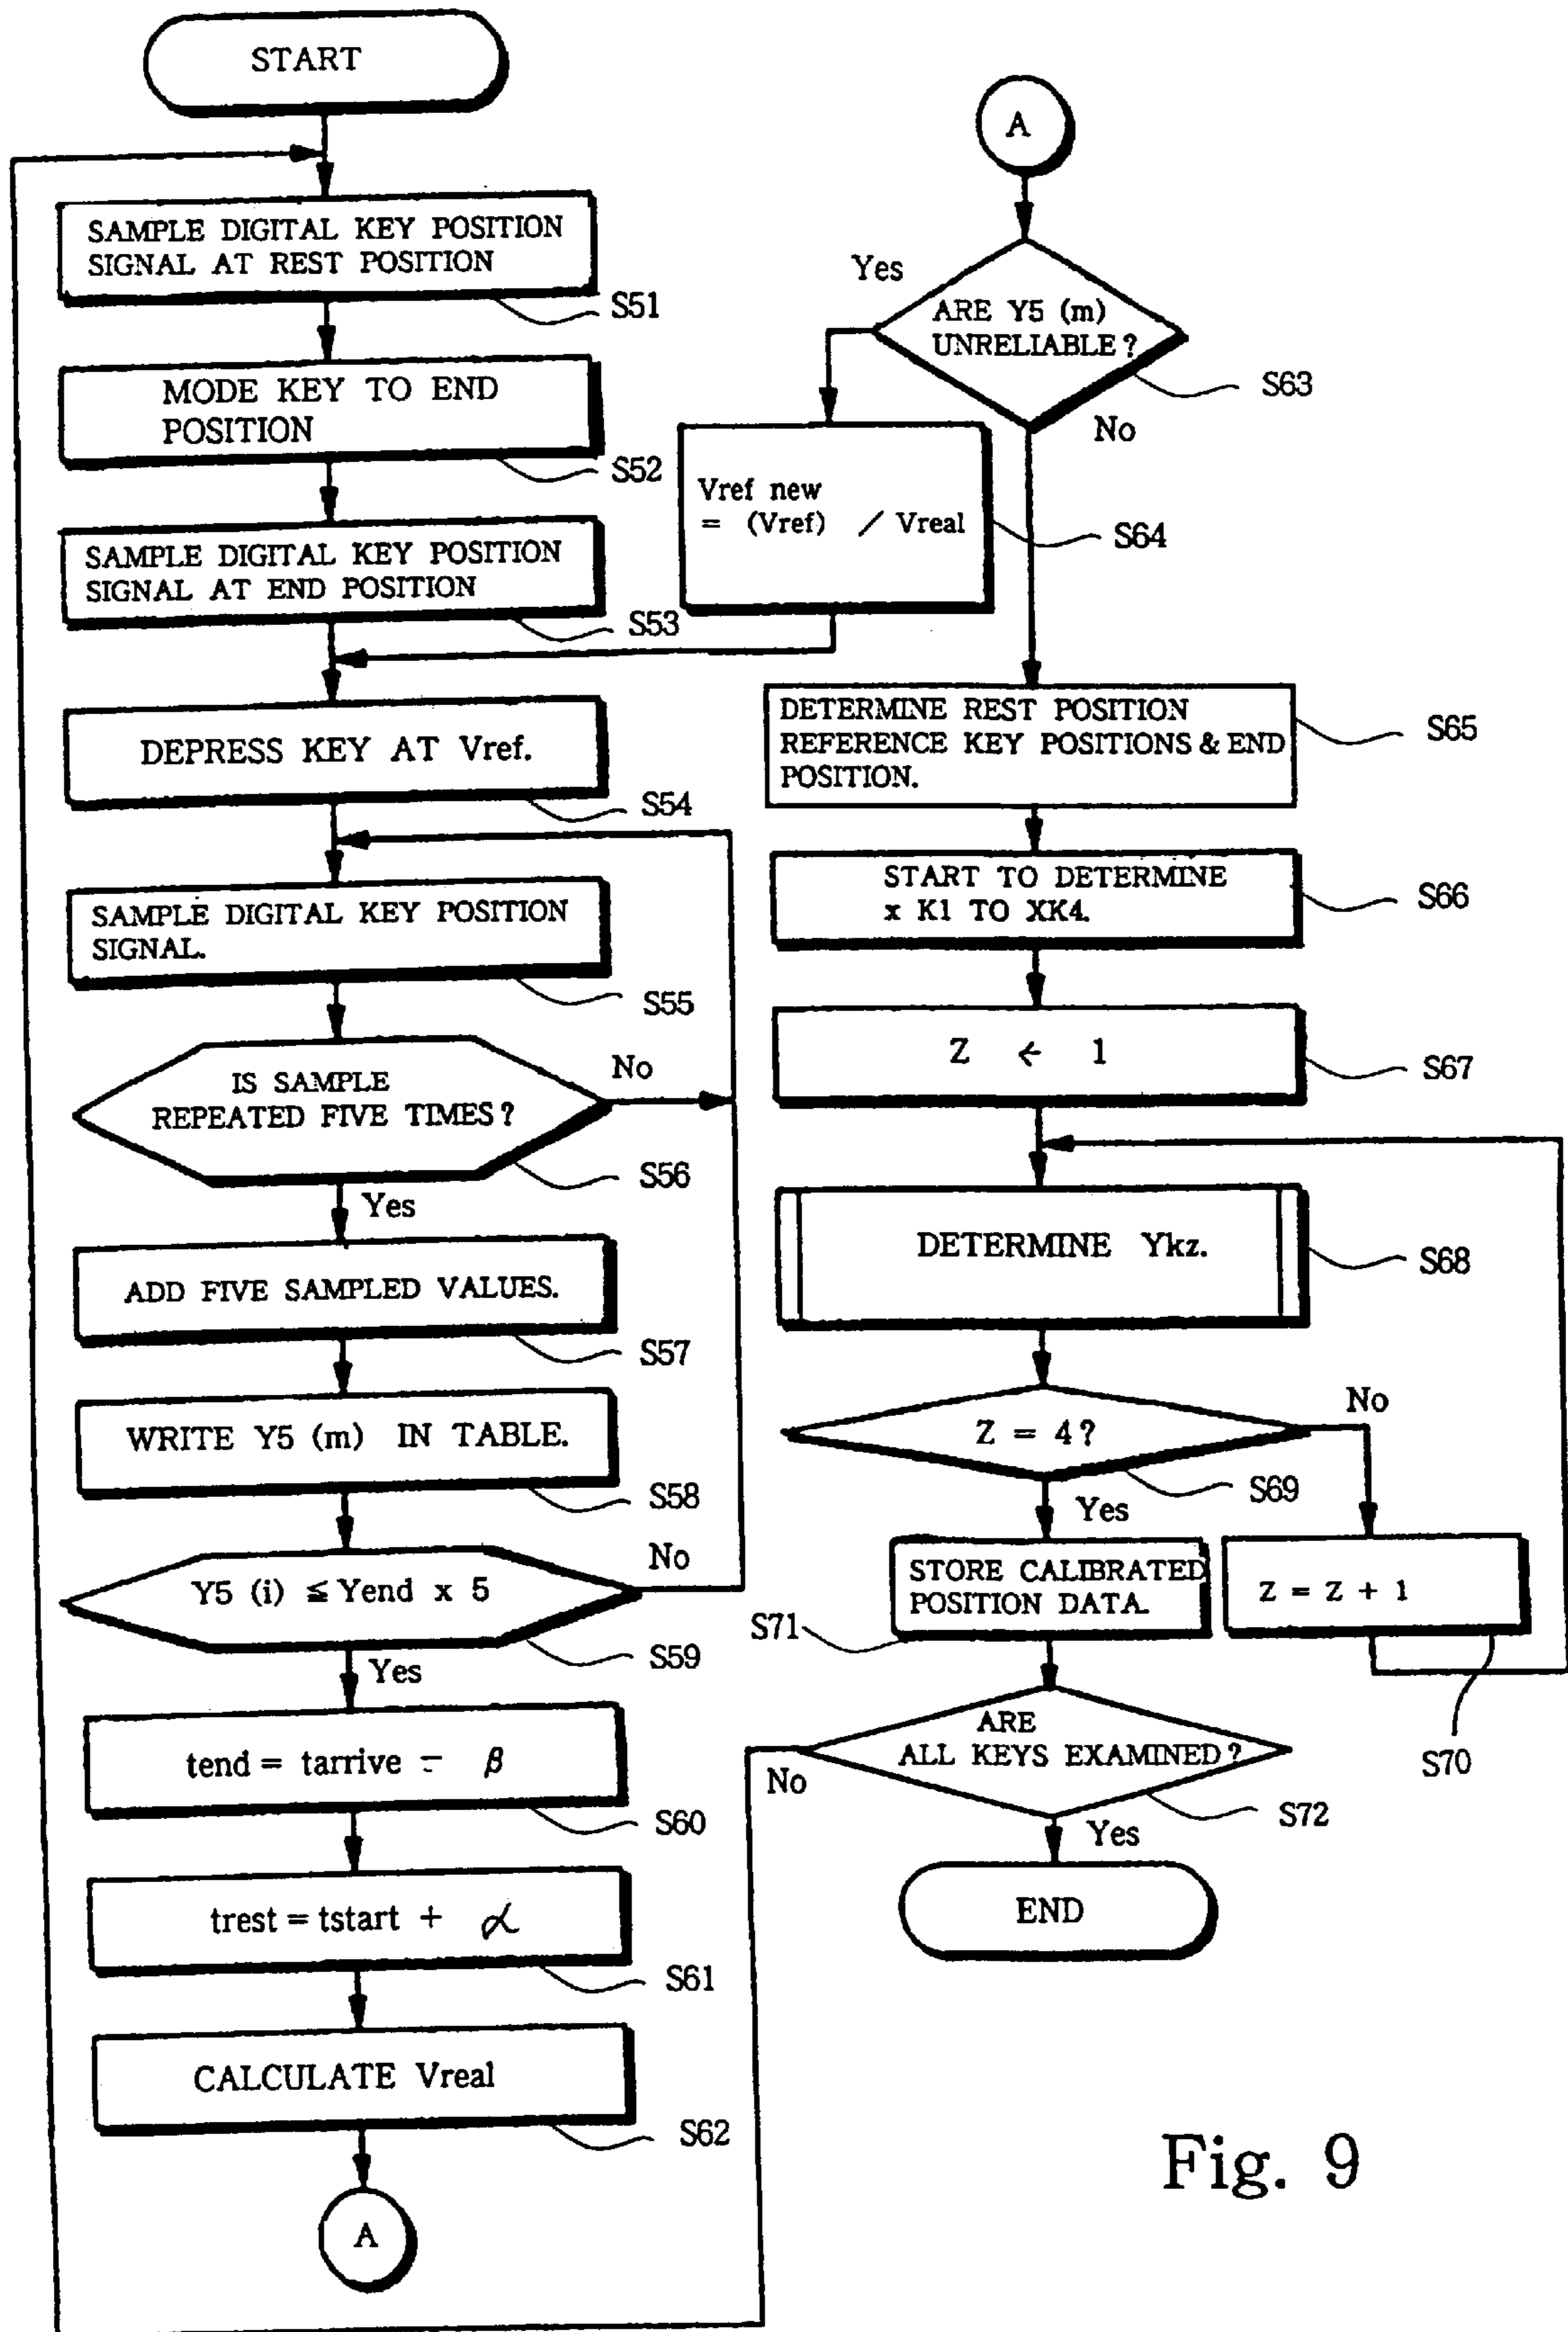 START
SAMPLE DIGITAL KEY POSITION
SIGNAL AT REST POSITION
S51
MODE KEY TO END
POSITION
S52
SAMPLE DIGITAL KEY POSITION
SIGNAL AT END POSITION
S53
DEPRESS KEY AT Vref.
S54
SAMPLE DIGITAL KEY POSITION
SIGNAL.
S55
IS SAMPLE
REPEATED FIVE TIMES?
No
S56
Yes
ADD FIVE SAMPLED VALUES.
S57
WRITE Y5 (m) IN TABLE.
S58
Y5 (i) ≤ Yend x 5
No
S59
Yes
tend = tarrive - β
S60
trest = tstart + α
S61
CALCULATE Vreal
S62
A
A
Yes
ARE Y5 (m)
UNRELIABLE?
S63
No
Vref new
= (Vref) / Vreal
S64
DETERMINE REST POSITION
REFERENCE KEY POSITIONS & END
POSITION.
S65
START TO DETERMINE
x K1 TO XK4.
S66
Z ← 1
S67
DETERMINE Ykz.
S68
Z = 4?
No
S69
Yes
STORE CALIBRATED
POSITION DATA.
S71
Z = Z + 1
S70
ARE
ALL KEYS EXAMINED?
No
S72
Yes
END
Fig. 9